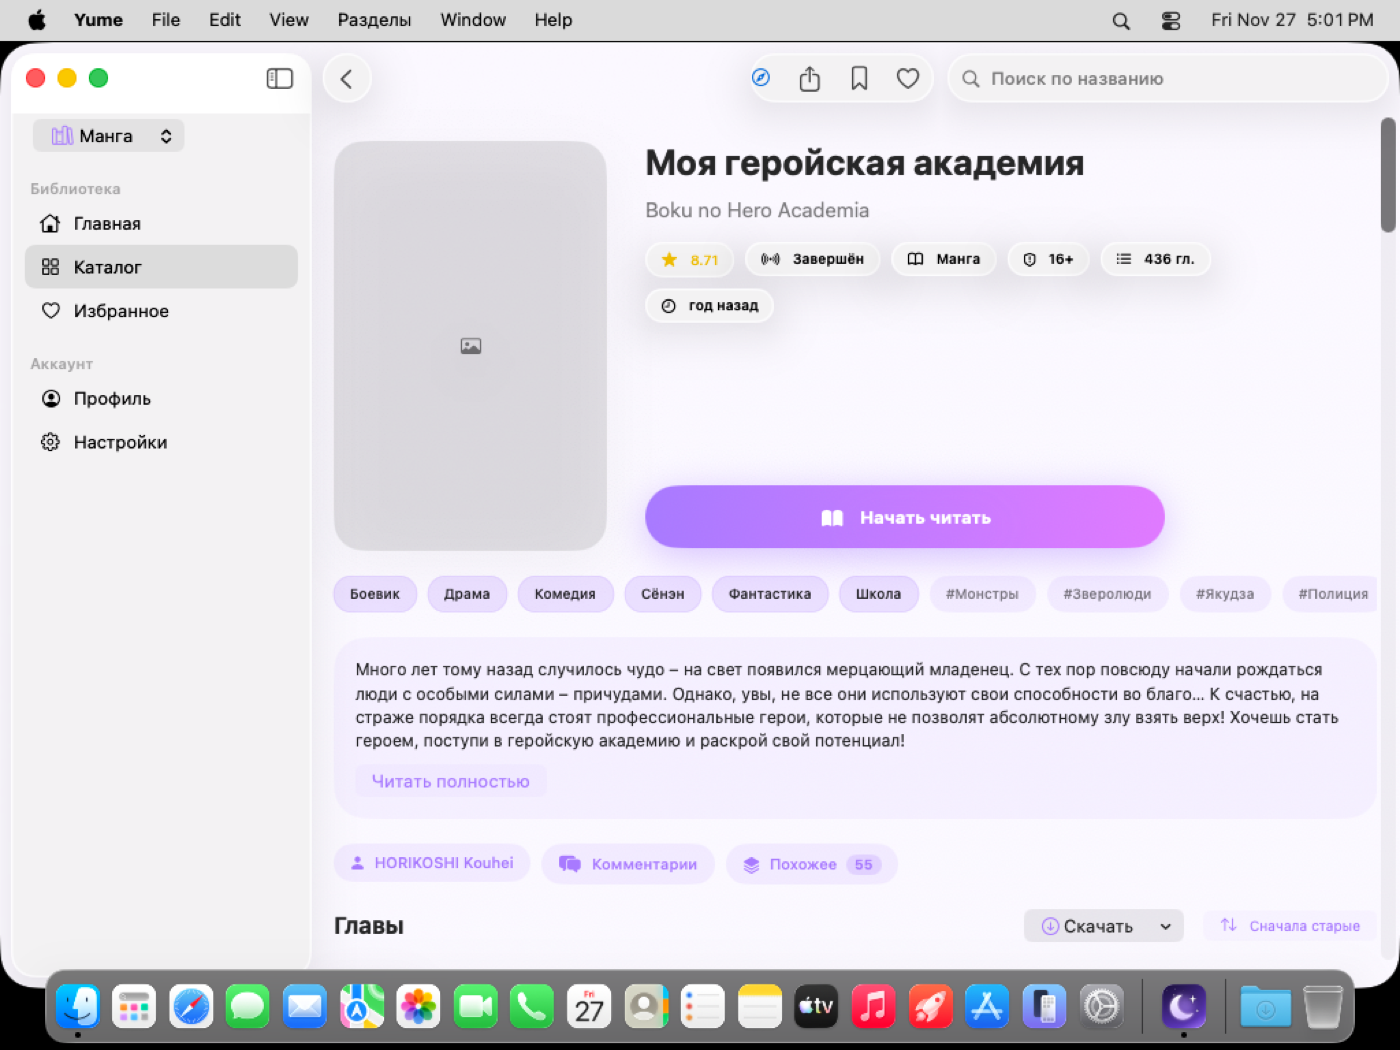 Yume File Edit View Разделы Window Help Fri Nov 27 5:01 PM
Поиск по названию
Манга
Библиотека
Главная
Каталог
Избранное
Аккаунт
Профиль
Настройки
Моя геройская академия
Boku no Hero Academia
8.71 Завершён Манга 16+ 436 гл.
год назад
Начать читать
Боевик Драма Комедия Сёнэн Фантастика Школа #Монстры #Зверолюди #Якудза #Полиция
Много лет тому назад случилось чудо – на свет появился мерцающий младенец. С тех пор повсюду начали рождаться
люди с особыми силами – причудами. Однако, увы, не все они используют свои способности во благо... К счастью, на
страже порядка всегда стоят профессиональные герои, которые не позволят абсолютному злу взять верх! Хочешь стать
героем, поступи в геройскую академию и раскрой свой потенциал!
Читать полностью
HORIKOSHI Kouhei Комментарии Похожее 55
Главы Скачать Сначала старые
Fri
27
tv